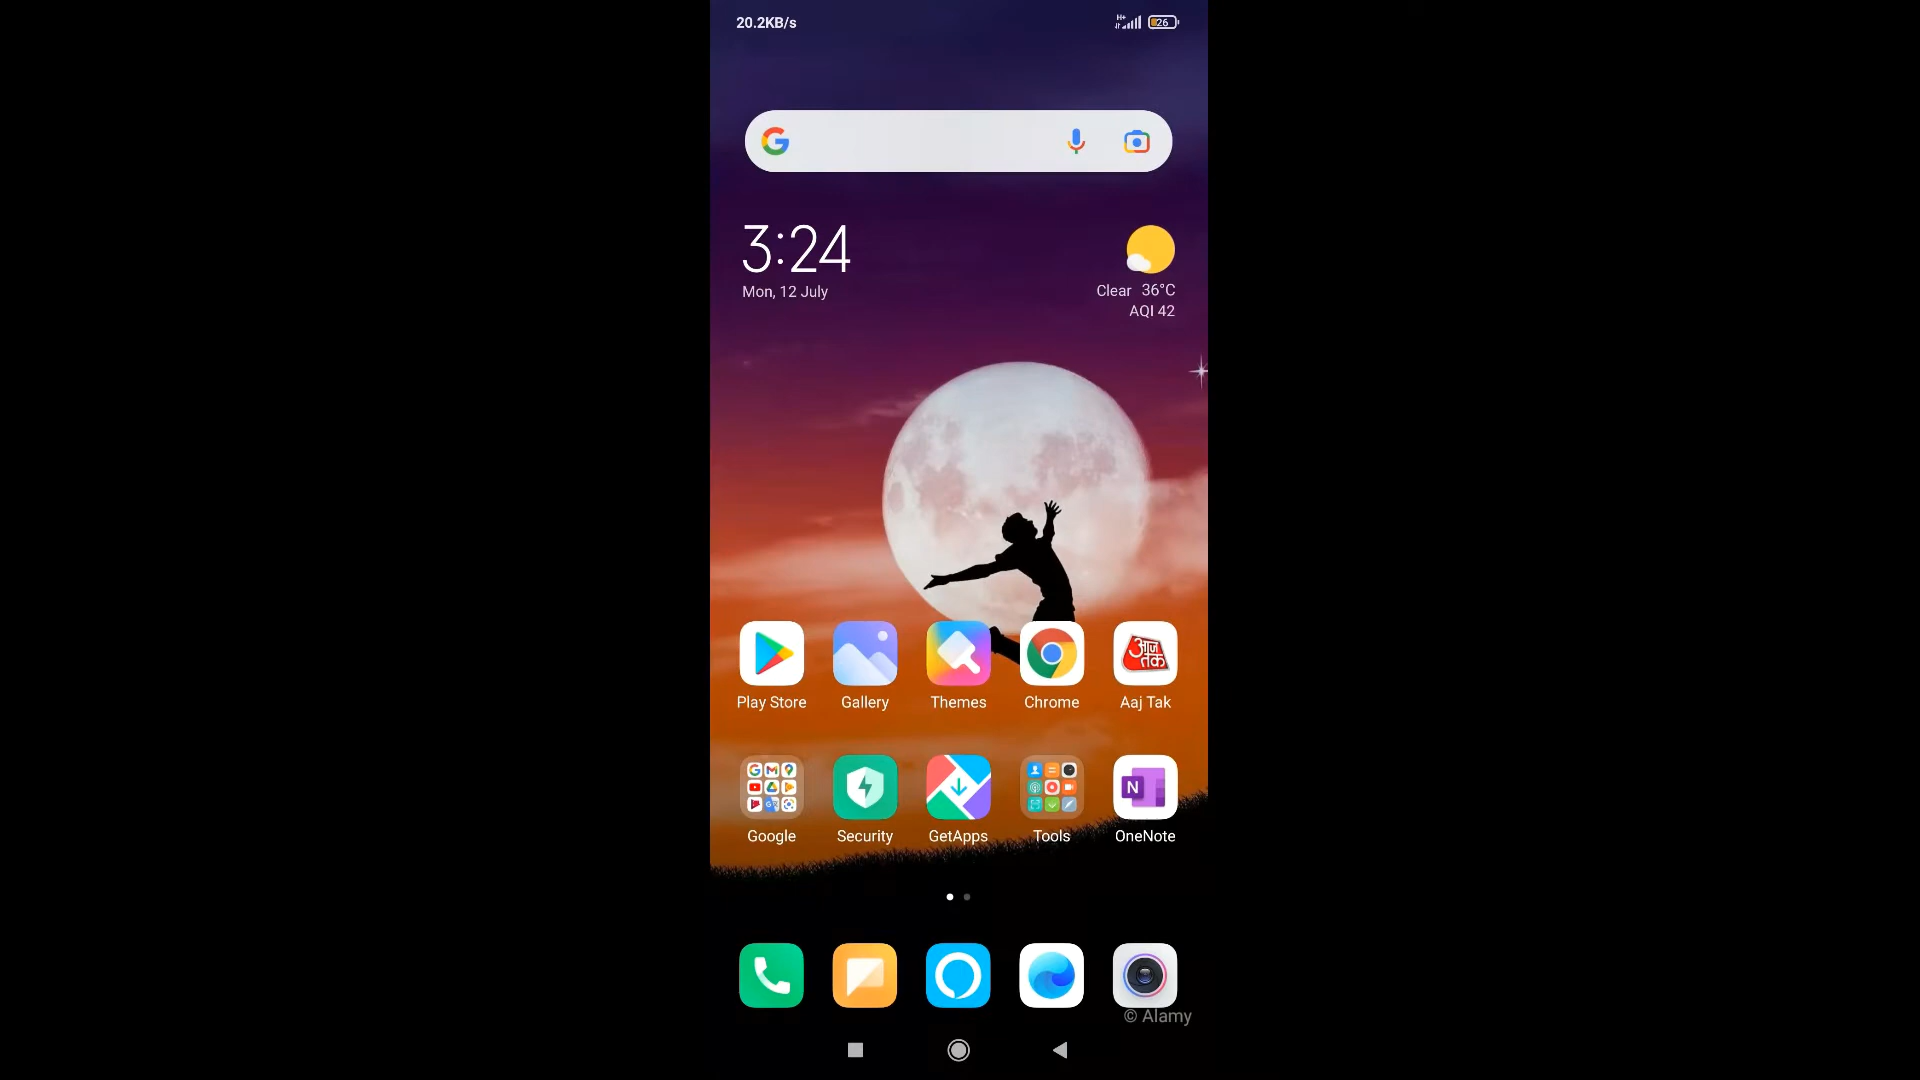 20.2KB/s
H+
26
3:24
Mon, 12 July
Clear 36°C
AQI 42
आज
तक
Play Store
Gallery
Themes
Chrome
Aaj Tak
N
Google
Security
GetApps
Tools
OneNote
© Alamy